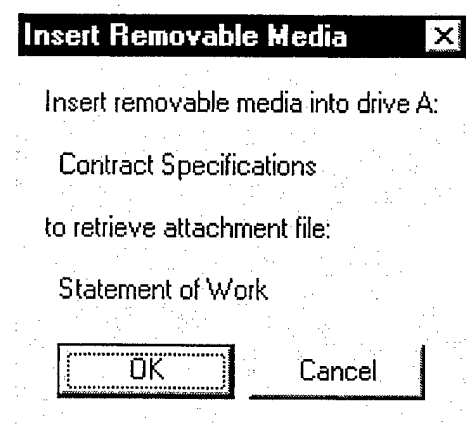 Insert Removable Media
Insert removable media into drive A:
Contract Specifications
to retrieve attachment file:
Statement of Work
OK Cancel